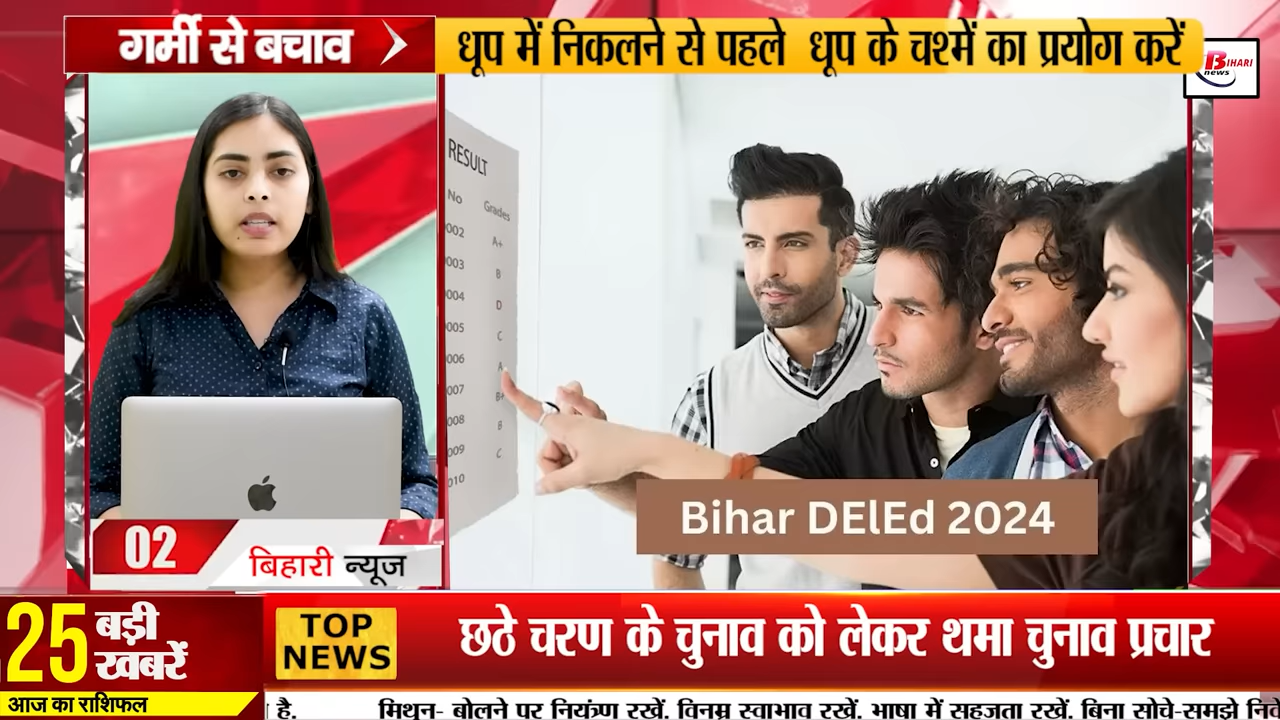 गर्मी से बचाव
धूप में निकलने से पहले धूप के चश्में का प्रयोग करें
BIHARI
news
RESULT
No Grades
002 A+
003 B
004 D
005 C
006 A
007 B+
008 B
009 C
010
Bihar DElEd 2024
02
बिहारी न्यूज
25 बड़ी
खबरें
TOP
NEWS
छठे चरण के चुनाव को लेकर थमा चुनाव प्रचार
आज का राशिफल
है. मिथुन- बोलने पर नियंत्रण रखें. विनम्र स्वाभाव रखें. भाषा में सहजता रखें. बिना सोचे-समझे